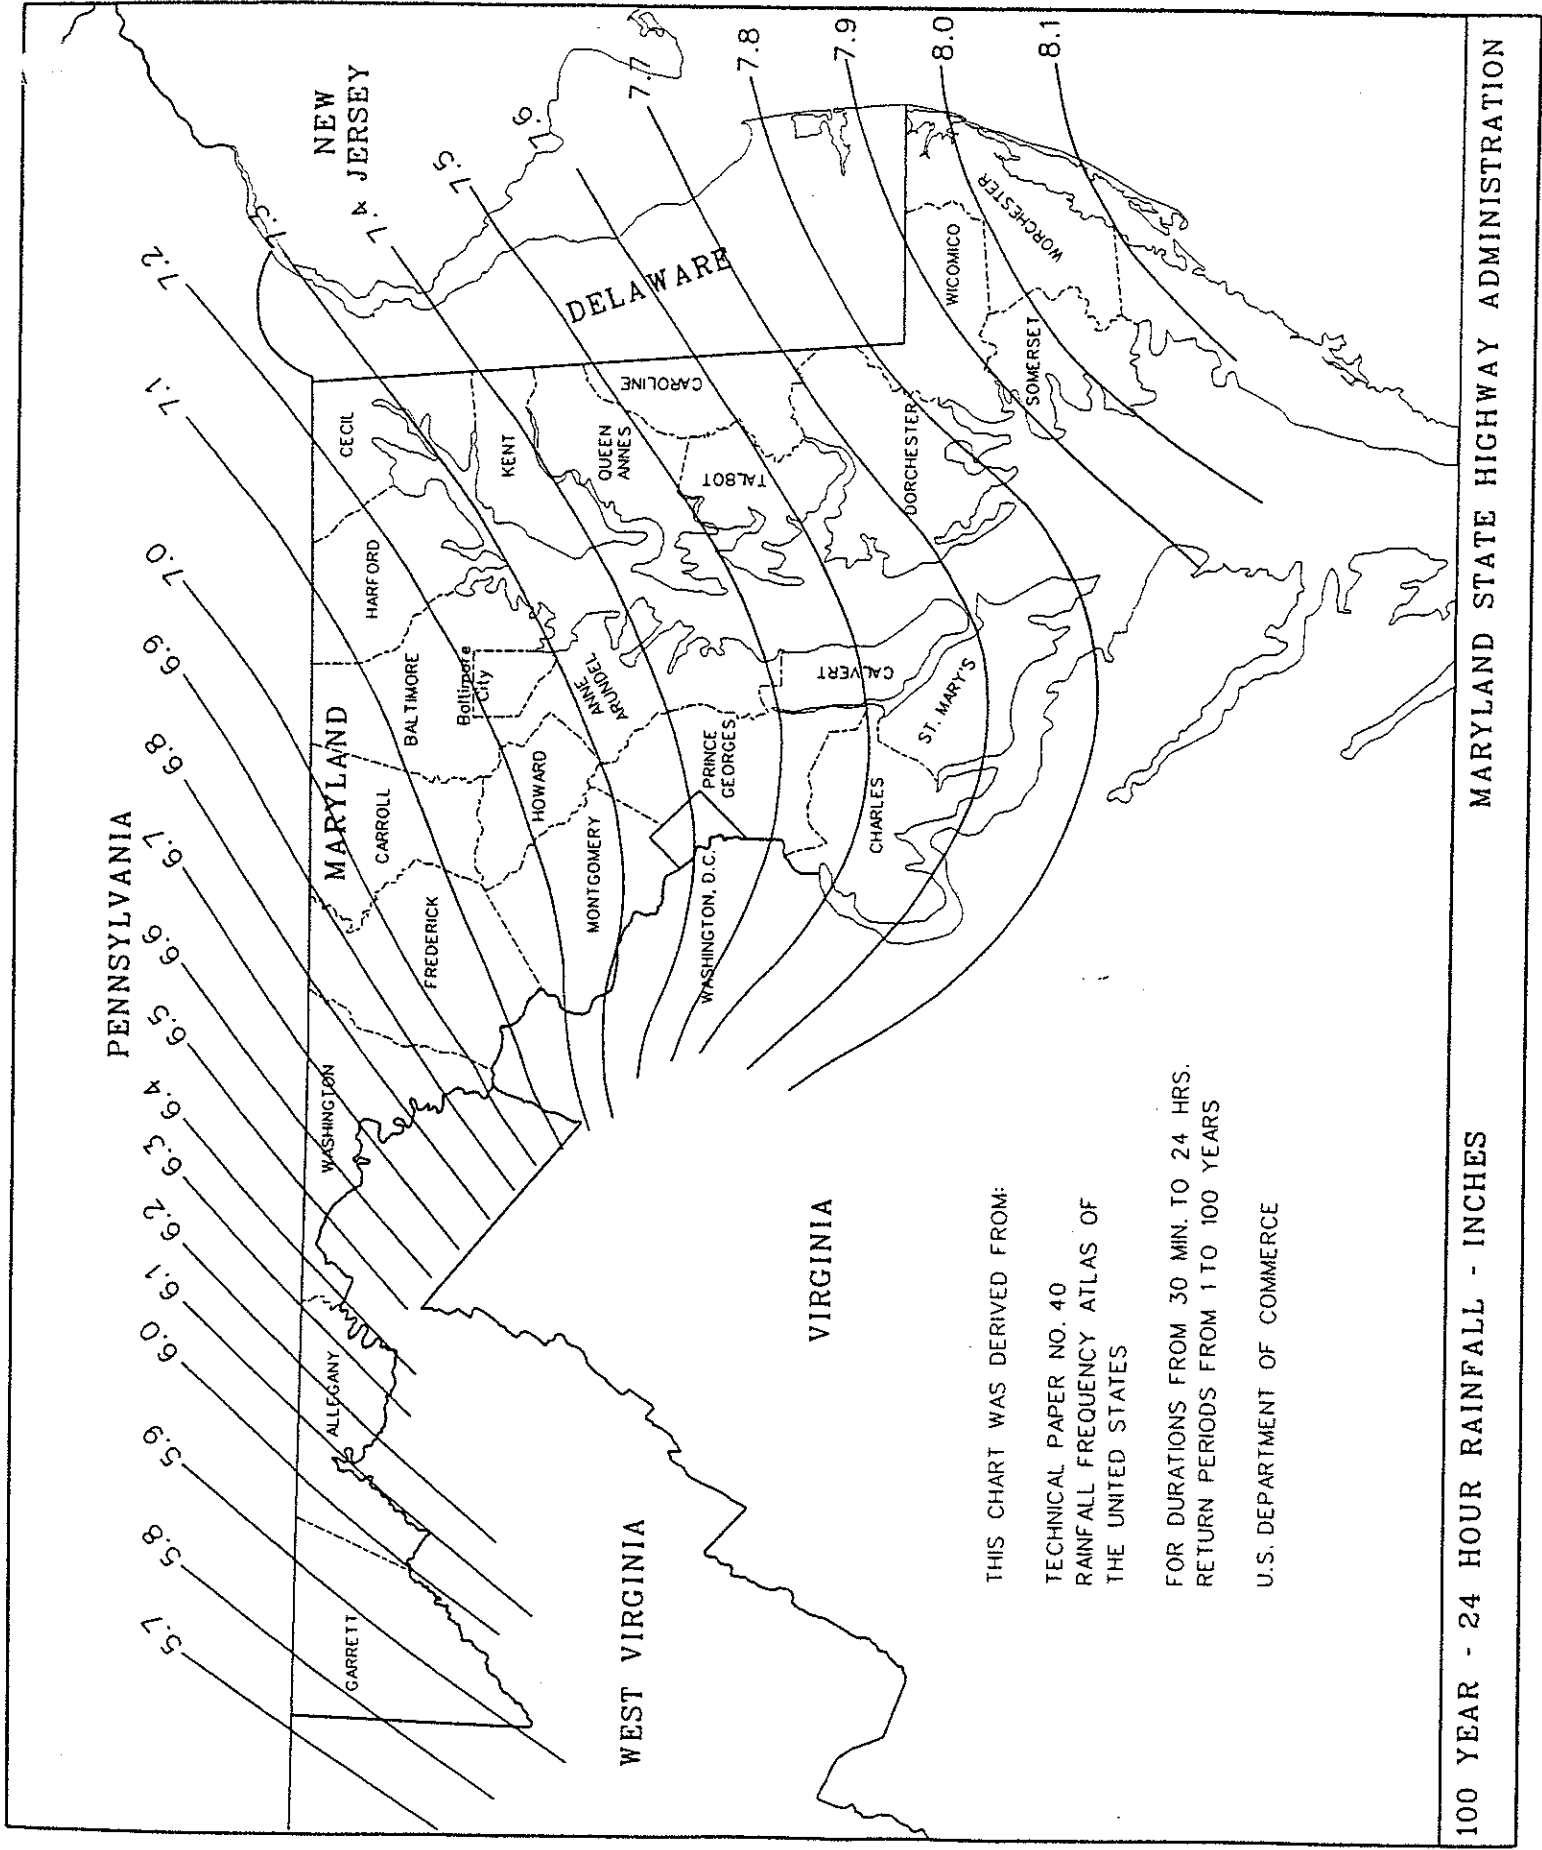 PENNSYLVANIA
NEW
JERSEY
MARYLAND
DELAWARE
WEST VIRGINIA
VIRGINIA
5.7
5.8
5.9
6.0
6.1
6.2
6.3
6.4
6.5
6.6
6.7
6.8
6.9
7.0
7.1
7.2
7.3
7.4
7.5
7.6
7.7
7.8
7.9
8.0
8.1
GARRETT
ALLEGANY
WASHINGTON
FREDERICK
CARROLL
BALTIMORE
Baltimore
City
HARFORD
CECIL
KENT
QUEEN
ANNES
CAROLINE
TALBOT
HOWARD
MONTGOMERY
ANNE
ARUNDEL
PRINCE
GEORGES
WASHINGTON, D.C.
CALVERT
CHARLES
ST. MARY'S
DORCHESTER
WICOMICO
SOMERSET
WORCHESTER
THIS CHART WAS DERIVED FROM:
TECHNICAL PAPER NO. 40
RAINFALL FREQUENCY ATLAS OF
THE UNITED STATES
FOR DURATIONS FROM 30 MIN. TO 24 HRS.
RETURN PERIODS FROM 1 TO 100 YEARS
U.S. DEPARTMENT OF COMMERCE
100 YEAR - 24 HOUR RAINFALL - INCHES
MARYLAND STATE HIGHWAY ADMINISTRATION